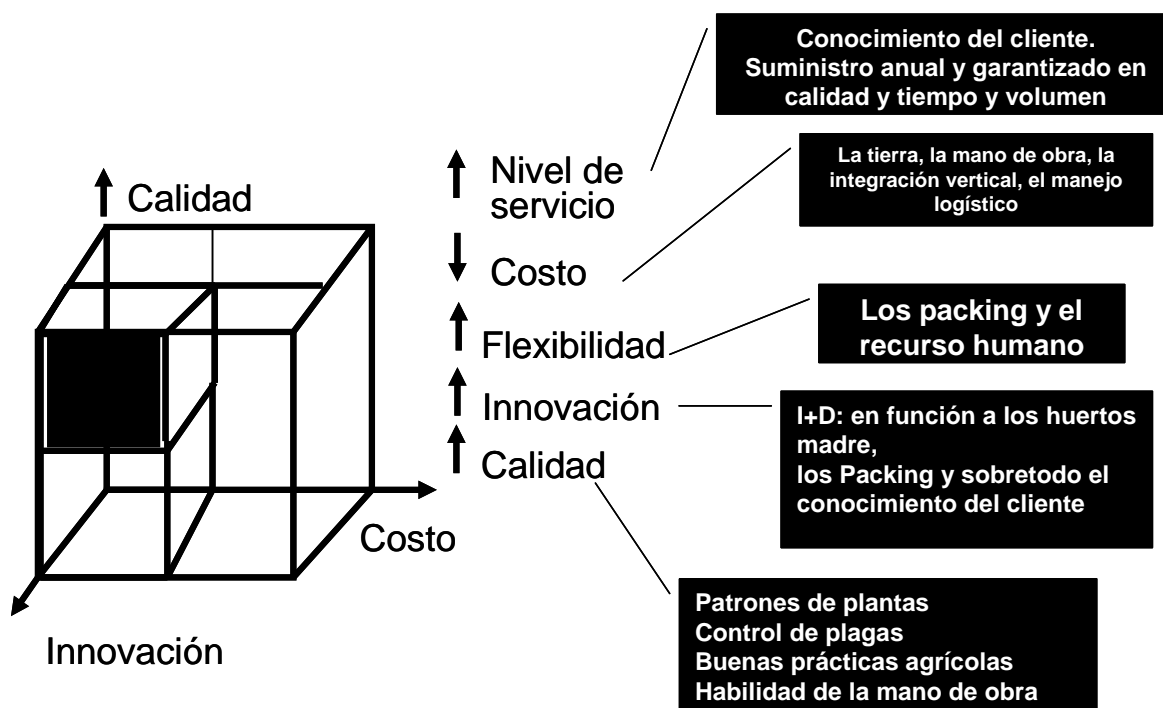 Conocimiento del cliente.
Suministro anual y garantizado en
calidad y tiempo y volumen
Nivel de
servicio
La tierra, la mano de obra, la
integración vertical, el manejo
logístico
Calidad
Costo
Los packing y el
recurso humano
Flexibilidad
Innovación
I+D: en función a los huertos
madre,
los Packing y sobretodo el
conocimiento del cliente
Calidad
Costo
Innovación
Patrones de plantas
Control de plagas
Buenas prácticas agrícolas
Habilidad de la mano de obra